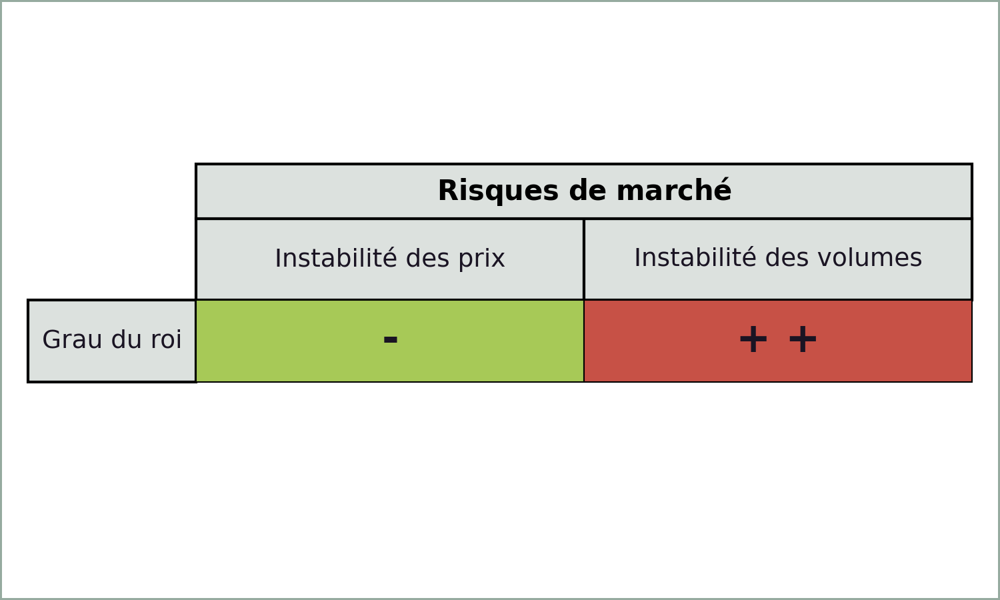 Risques de marché
Instabilité des prix
Instabilité des volumes
Grau du roi
-
+ +